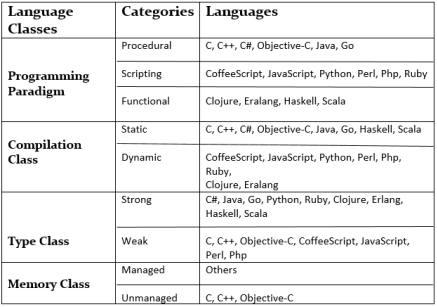 Language Classes
Categories
Languages
Programming Paradigm
Procedural
C, C++, C#, Objective-C, Java, Go
Scripting
CoffeeScript, JavaScript, Python, Perl, Php, Ruby
Functional
Clojure, Eralang, Haskell, Scala
Compilation Class
Static
C, C++, C#, Objective-C, Java, Go, Haskell, Scala
Dynamic
CoffeeScript, JavaScript, Python, Perl, Php,
Ruby,
Clojure, Eralang
Type Class
Strong
C#, Java, Go, Python, Ruby, Clojure, Erlang,
Haskell, Scala
Weak
C, C++, Objective-C, CoffeeScript, JavaScript,
Perl, Php
Memory Class
Managed
Others
Unmanaged
C, C++, Objective-C